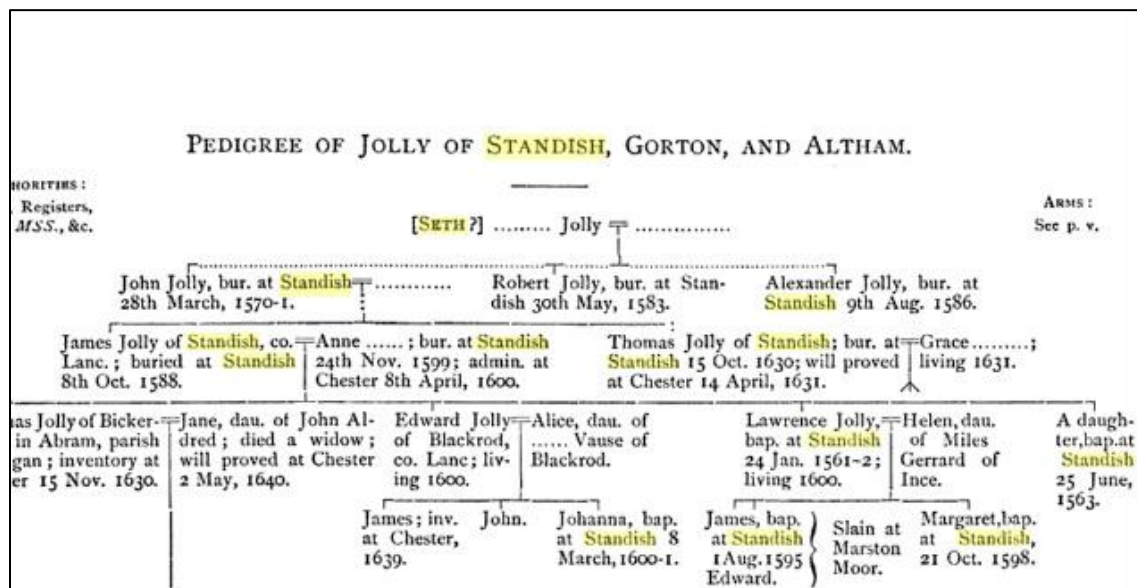 PEDIGREE OF JOLLY OF STANDISH, GORTON, AND ALTHAM.
HORITIES :
Registers,
MSS., &c.
ARMS :
See p. v.
[SETH ?] ......... Jolly ...............
John Jolly, bur. at Standish
28th March, 1570-1.
............
Robert Jolly, bur. at Stan-
dish 30th May, 1583.
Alexander Jolly, bur. at
Standish 9th Aug. 1586.
James Jolly of Standish, co.
Lanc. ; buried at Standish
8th Oct. 1588.
Anne ...... ; bur. at Standish
24th Nov. 1599 ; admin. at
Chester 8th April, 1600.
Thomas Jolly of Standish ; bur. at
Standish 15 Oct. 1630 ; will proved
at Chester 14 April, 1631.
Grace......... ;
living 1631.
as Jolly of Bicker-
in Abram, parish
gan ; inventory at
er 15 Nov. 1630.
Jane, dau. of John Al-
dred ; died a widow ;
will proved at Chester
2 May, 1640.
Edward Jolly
of Blackrod,
co. Lanc ; liv-
ing 1600.
Alice, dau. of
...... Vause of
Blackrod.
Lawrence Jolly,
bap. at Standish
24 Jan. 1561-2 ;
living 1600.
Helen, dau.
of Miles
Gerrard of
Ince.
A daugh-
ter, bap. at
Standish
25 June,
1563.
James ; inv.
at Chester,
1639.
John.
Johanna, bap.
at Standish 8
March, 1600-1.
James, bap.
at Standish
1 Aug. 1595
Edward.
Slain at
Marston
Moor.
Margaret, bap.
at Standish,
21 Oct. 1598.